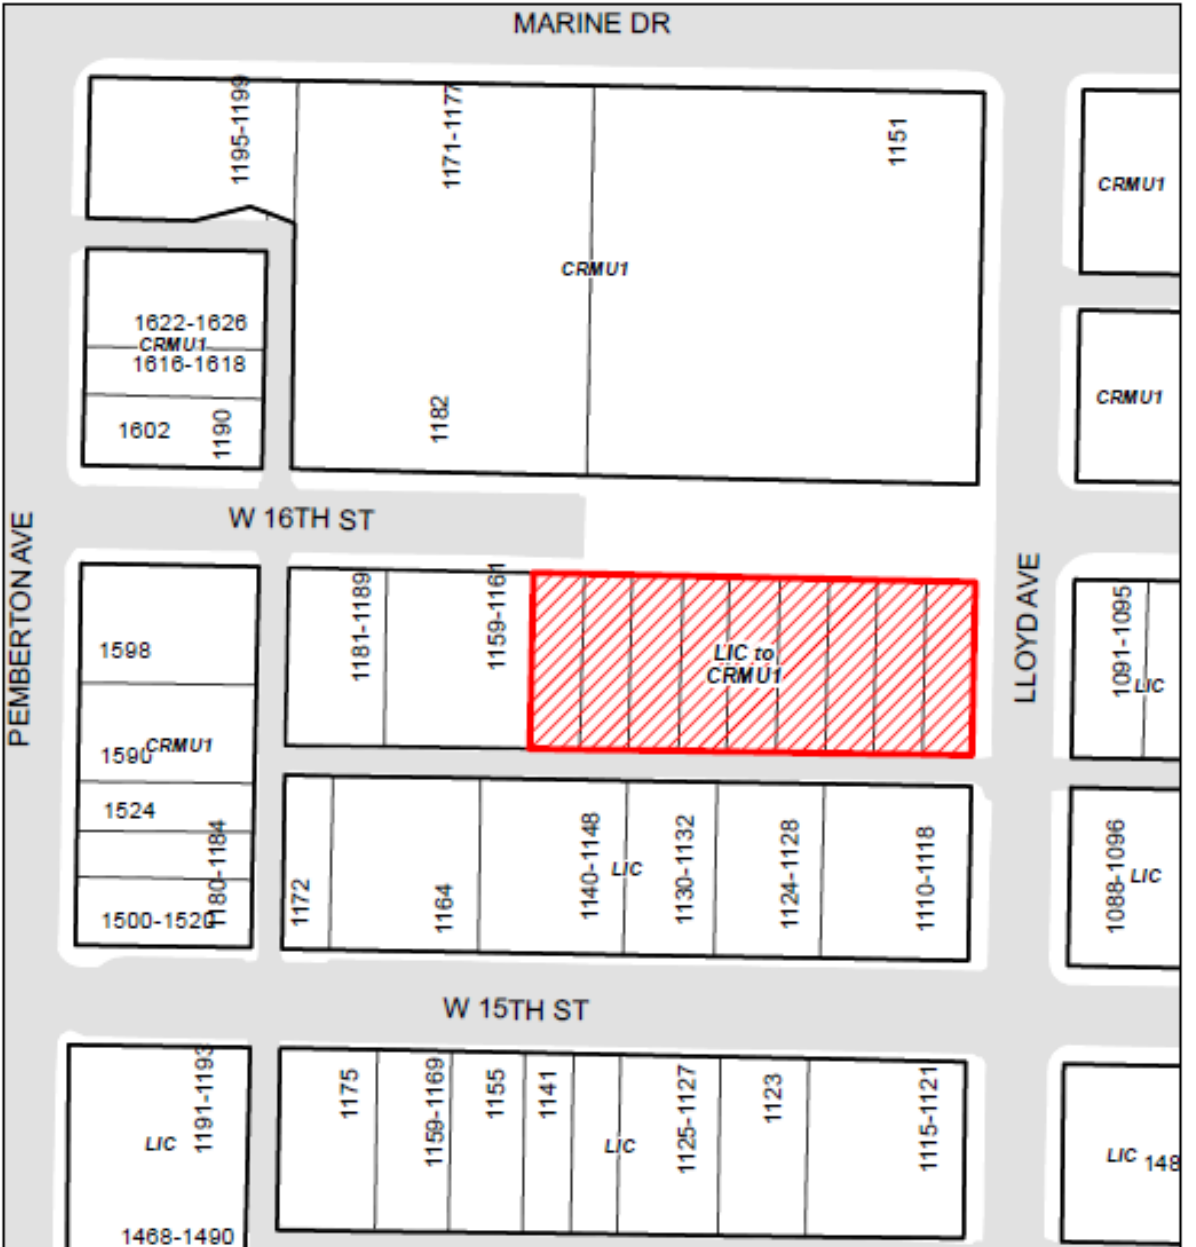 MARINE DR
1195-1199
1171-1177
1151
CRMU1
CRMU1
1622-1626
CRMU1
1616-1618
1602
1190
1182
CRMU1
W 16TH ST
PEMBERTON AVE
LLOYD AVE
1598
1181-1189
1159-1161
LIC to
CRMU1
1091-1095
LIC
1590
CRMU1
1524
1180-1184
1500-1520
1172
1164
1140-1148
LIC
1130-1132
1124-1128
1110-1118
1088-1096
LIC
W 15TH ST
1191-1193
LIC
1468-1490
1175
1159-1169
1155
1141
LIC
1125-1127
1123
1115-1121
LIC
148